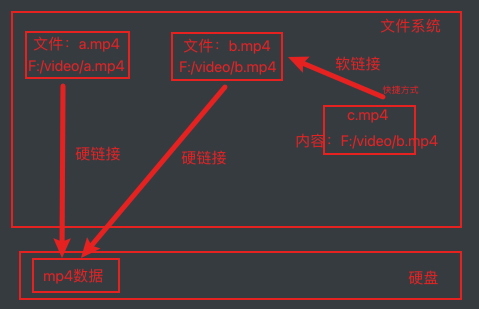 文件系统
文件：a.mp4
F:/video/a.mp4
文件：b.mp4
F:/video/b.mp4
软链接
快捷方式
c.mp4
内容：F:/video/b.mp4
硬链接
硬链接
mp4数据
硬盘